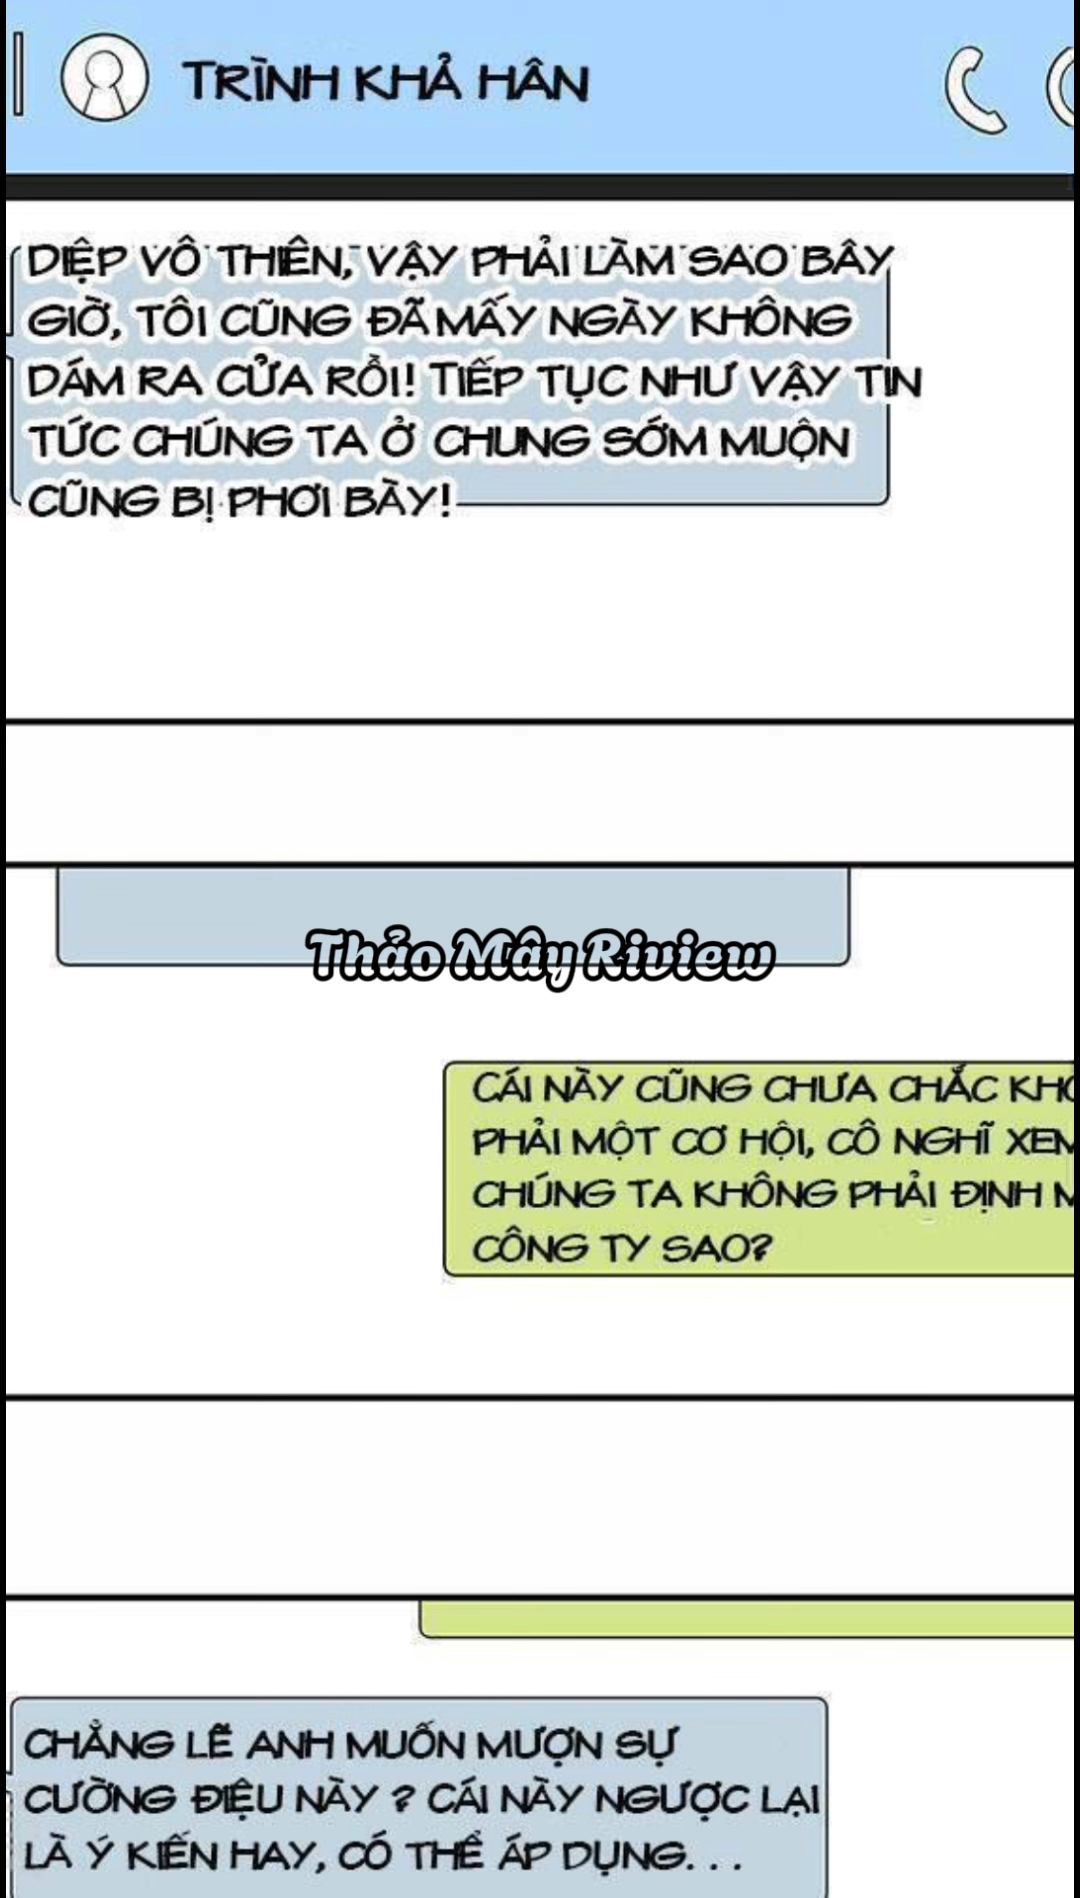 TRÌNH KHẢ HÂN
DIỆP VÔ THIÊN, VẬY PHẢI LÀM SAO BÂY
GIỜ, TÔI CŨNG ĐÃ MẤY NGÀY KHÔNG
DÁM RA CỬA RỒI! TIẾP TỤC NHƯ VẬY TIN
TỨC CHÚNG TA Ở CHUNG SỚM MUỘN
CŨNG BỊ PHƠI BÀY!
Thảo Mây Riview
CÁI NÀY CŨNG CHƯA CHẮC
PHẢI MỘT CƠ HỘI, CÔ NGHĨ XEM
CHÚNG TA KHÔNG PHẢI ĐỊNH
CÔNG TY SAO?
CHẲNG LẼ ANH MUỐN MƯỢN SỰ
CƯỜNG ĐIỆU NÀY ? CÁI NÀY NGƯỢC LẠI
LÀ Ý KIẾN HAY, CÓ THỂ ÁP DỤNG. . .